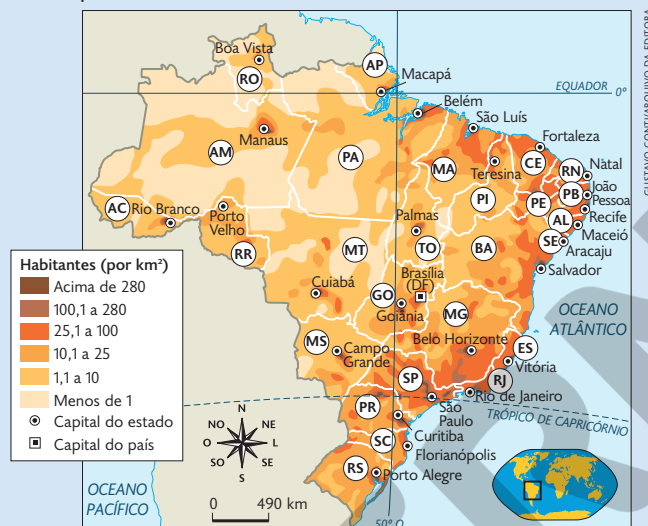 Boa Vista
RO
AP
Macapá
EQUADOR
0º
Belém
São Luís
Manaus
Fortaleza
AM
PA
MA
Teresina
CE
RN
Natal
PI
PB
João
Pessoa
PE
Recife
AC
Rio Branco
Porto
Velho
Palmas
AL
Maceió
RR
TO
BA
SE
Aracaju
MT
Brasília
(DF)
Salvador
Habitantes (por km²)
Acima de 280
100,1 a 280
25,1 a 100
10,1 a 25
1,1 a 10
Menos de 1
Capital do estado
Capital do país
Cuiabá
GO
Goiânia
MG
OCEANO
ATLÂNTICO
MS
Campo
Grande
Belo Horizonte
ES
Vitória
SP
RJ
Rio de Janeiro
São
Paulo
TRÓPICO DE CAPRICÓRNIO
PR
Curitiba
SC
Florianópolis
RS
Porto Alegre
N
NO
NE
O
L
SO
SE
S
OCEANO
PACÍFICO
0
490 km
50º O